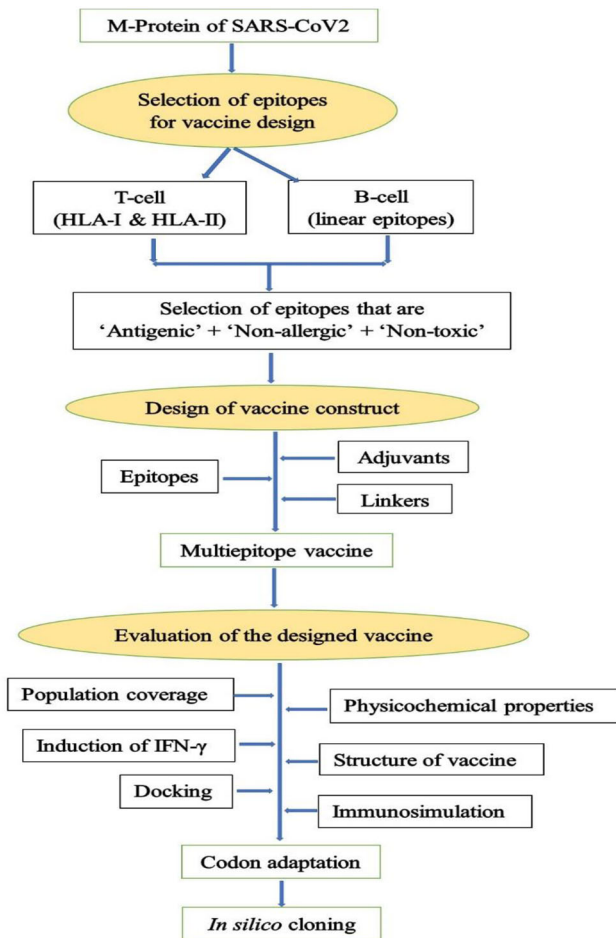 M-Protein of SARS-CoV2
Selection of epitopes
for vaccine design
T-cell
(HLA-I & HLA-II)
B-cell
(linear epitopes)
Selection of epitopes that are
‘Antigenic’ + ‘Non-allergic’ + ‘Non-toxic’
Design of vaccine construct
Adjuvants
Epitopes
Linkers
Multiepitope vaccine
Evaluation of the designed vaccine
Population coverage
Physicochemical properties
Induction of IFN-γ
Structure of vaccine
Docking
Immunosimulation
Codon adaptation
In silico cloning